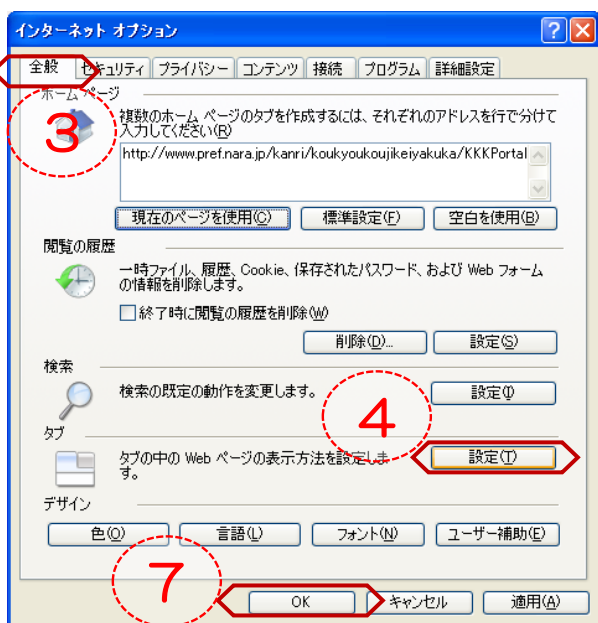 インターネット オプション
全般 セキュリティ プライバシー コンテンツ 接続 プログラム 詳細設定
ホーム ページ
3
複数のホーム ページのタブを作成するには、それぞれのアドレスを行で分けて
入力してください(R)
http://www.pref.nara.jp/kanri/koukyoukoujikeiyakuka/KKKPortal
現在のページを使用(C) 標準設定(F) 空白を使用(B)
閲覧の履歴
一時ファイル、履歴、Cookie、保存されたパスワード、および Web フォーム
の情報を削除します。
終了時に閲覧の履歴を削除(W)
削除(D)... 設定(S)
検索
検索の既定の動作を変更します。
設定(I)
4
タブ
タブの中の Web ページの表示方法を設定しま
す。
設定(T)
デザイン
色(O) 言語(L) フォント(N) ユーザー補助(E)
7
OK キャンセル 適用(A)